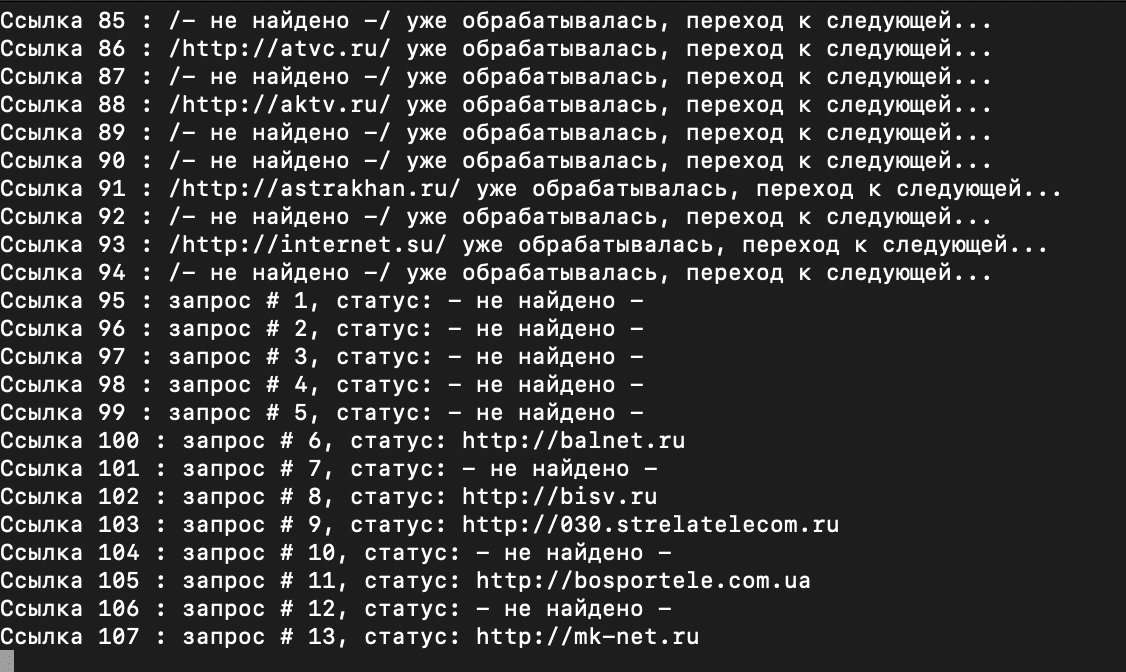 Ссылка 85 : /- не найдено -/ уже обрабатывалась, переход к следующей...
Ссылка 86 : /http://atvc.ru/ уже обрабатывалась, переход к следующей...
Ссылка 87 : /- не найдено -/ уже обрабатывалась, переход к следующей...
Ссылка 88 : /http://aktv.ru/ уже обрабатывалась, переход к следующей...
Ссылка 89 : /- не найдено -/ уже обрабатывалась, переход к следующей...
Ссылка 90 : /- не найдено -/ уже обрабатывалась, переход к следующей...
Ссылка 91 : /http://astrakhan.ru/ уже обрабатывалась, переход к следующей...
Ссылка 92 : /- не найдено -/ уже обрабатывалась, переход к следующей...
Ссылка 93 : /http://internet.su/ уже обрабатывалась, переход к следующей...
Ссылка 94 : /- не найдено -/ уже обрабатывалась, переход к следующей...
Ссылка 95 : запрос # 1, статус: - не найдено -
Ссылка 96 : запрос # 2, статус: - не найдено -
Ссылка 97 : запрос # 3, статус: - не найдено -
Ссылка 98 : запрос # 4, статус: - не найдено -
Ссылка 99 : запрос # 5, статус: - не найдено -
Ссылка 100 : запрос # 6, статус: http://balnet.ru
Ссылка 101 : запрос # 7, статус: - не найдено -
Ссылка 102 : запрос # 8, статус: http://bisv.ru
Ссылка 103 : запрос # 9, статус: http://030.strelatelecom.ru
Ссылка 104 : запрос # 10, статус: - не найдено -
Ссылка 105 : запрос # 11, статус: http://bosportele.com.ua
Ссылка 106 : запрос # 12, статус: - не найдено -
Ссылка 107 : запрос # 13, статус: http://mk-net.ru